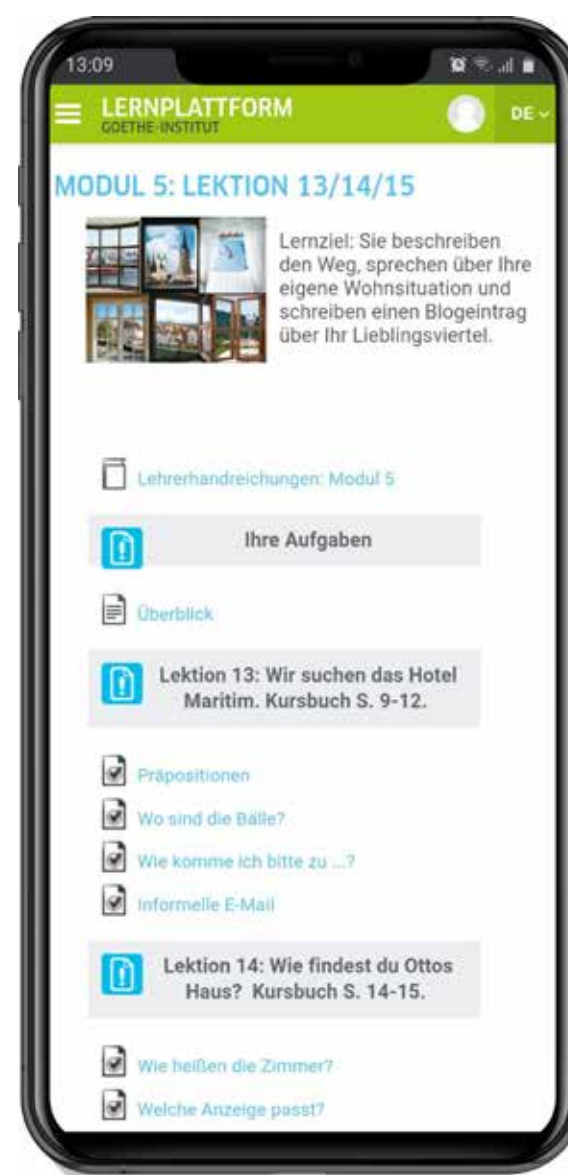 13:09
LERNPLATTFORM
GOETHE-INSTITUT
DE
MODUL 5: LEKTION 13/14/15
Lernziel: Sie beschreiben
den Weg, sprechen über Ihre
eigene Wohnsituation und
schreiben einen Blogeintrag
über Ihr Lieblingsviertel.
Lehrerhandreichungen: Modul 5
Ihre Aufgaben
Überblick
Lektion 13: Wir suchen das Hotel
Maritim. Kursbuch S. 9-12.
Präpositionen
Wo sind die Bälle?
Wie komme ich bitte zu ...?
Informelle E-Mail
Lektion 14: Wie findest du Ottos
Haus? Kursbuch S. 14-15.
Wie heißen die Zimmer?
Welche Anzeige passt?